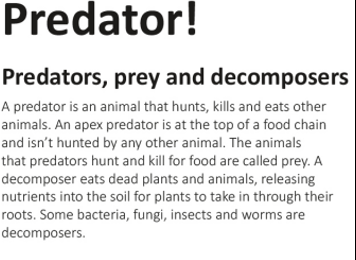 Predator!
Predators, prey and decomposers
A predator is an animal that hunts, kills and eats other
animals. An apex predator is at the top of a food chain
and isn’t hunted by any other animal. The animals
that predators hunt and kill for food are called prey. A
decomposer eats dead plants and animals, releasing
nutrients into the soil for plants to take in through their
roots. Some bacteria, fungi, insects and worms are
decomposers.